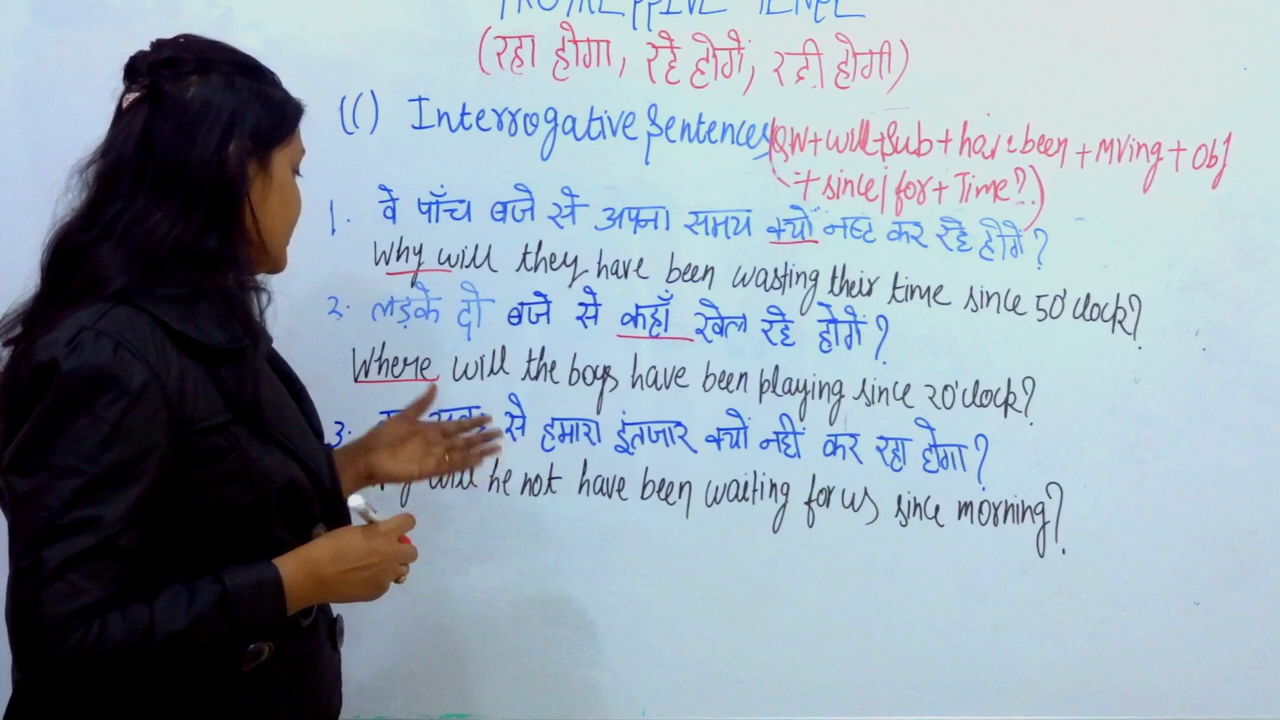 (रहा होगा, रहे होगें, रही होगी)
(C) Interrogative Sentences (QW+will+Sub+have been+MVing+Obj
+ since/for+Time?)
1. वे पाँच बजे से अपना समय क्यों नष्ट कर रहे होगें?
Why will they have been wasting their time since 5 O'clock?
2. लड़के दो बजे से कहाँ खेल रहे होगें?
Where will the boys have been playing since 2 O'clock?
3. से हमारा इंतजार क्यों नहीं कर रहा होगा?
will he not have been waiting for us since morning?